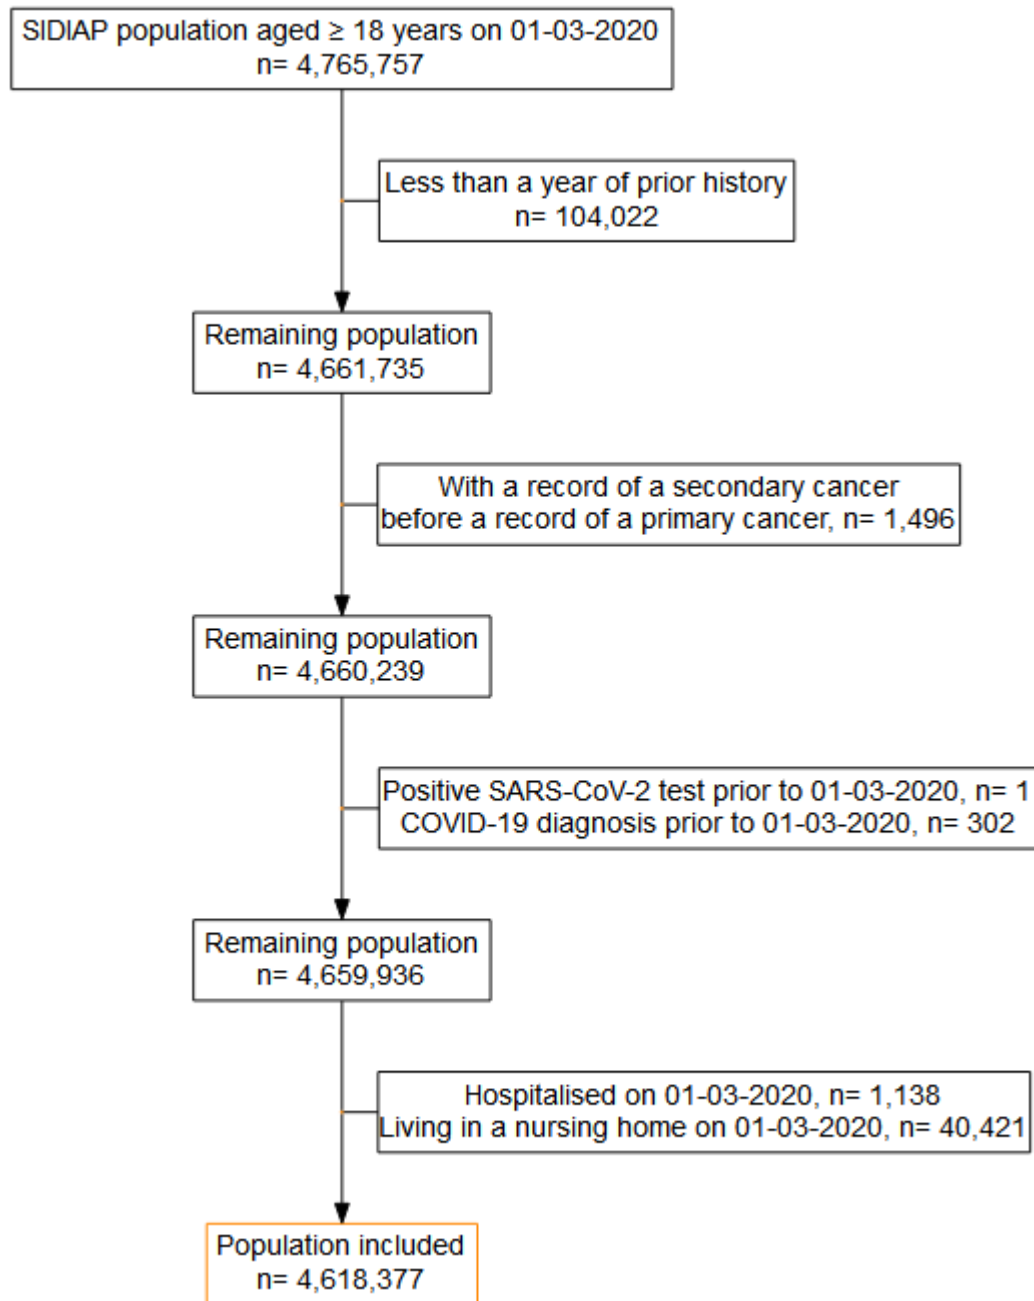 SIDIAP population aged ≥ 18 years on 01-03-2020
n= 4,765,757
Less than a year of prior history
n= 104,022
Remaining population
n= 4,661,735
With a record of a secondary cancer
before a record of a primary cancer, n= 1,496
Remaining population
n= 4,660,239
Positive SARS-CoV-2 test prior to 01-03-2020, n= 1
COVID-19 diagnosis prior to 01-03-2020, n= 302
Remaining population
n= 4,659,936
Hospitalised on 01-03-2020, n= 1,138
Living in a nursing home on 01-03-2020, n= 40,421
Population included
n= 4,618,377